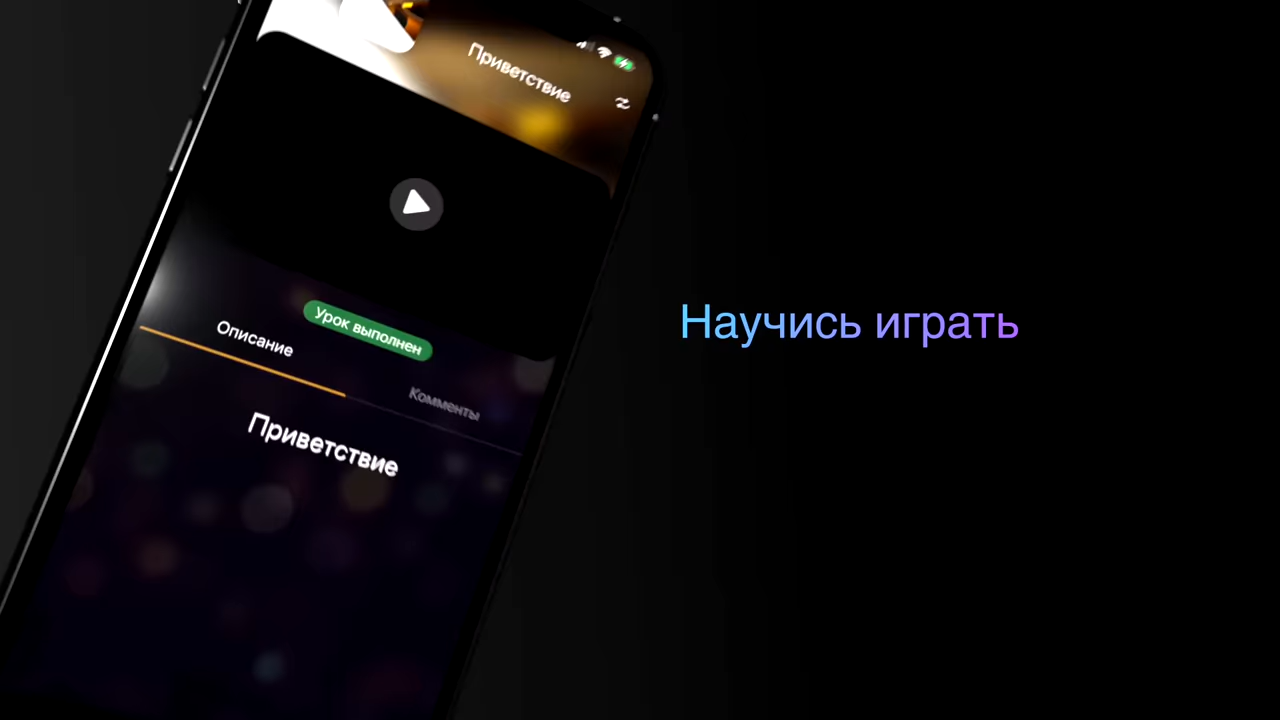 Приветствие
Урок выполнен
Описание
Комменты
Приветствие
Научись играть